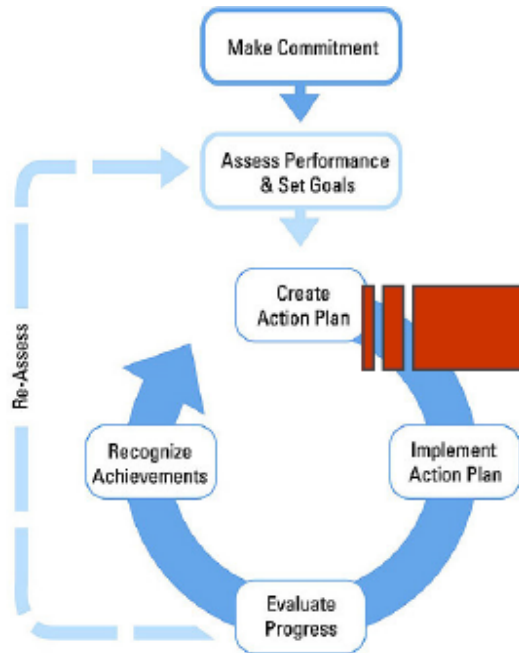 Make Commitment
Assess Performance
& Set Goals
Create
Action Plan
Re-Assess
Recognize
Achievements
Implement
Action Plan
Evaluate
Progress